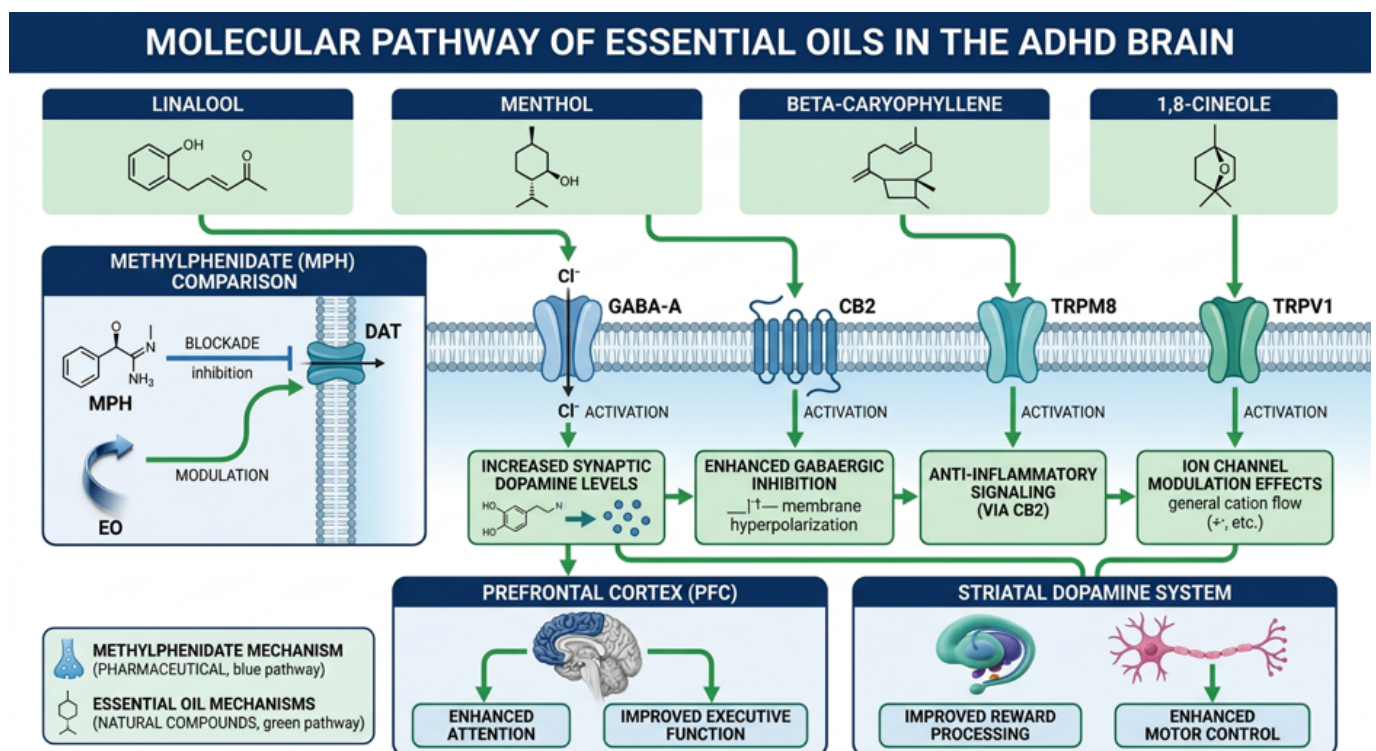 MOLECULAR PATHWAY OF ESSENTIAL OILS IN THE ADHD BRAIN
LINALOOL
OH
O
MENTHOL
OH
BETA-CARYOPHYLLENE
1,8-CINEOLE
O
METHYLPHENIDATE (MPH)
COMPARISON
O
N
NH₃
MPH
BLOCKADE
inhibition
DAT
MODULATION
EO
Cl⁻
GABA-A
CB2
TRPM8
TRPV1
Cl⁻ ACTIVATION
ACTIVATION
ACTIVATION
ACTIVATION
INCREASED SYNAPTIC
DOPAMINE LEVELS
HO
HO
N
ENHANCED GABAERGIC
INHIBITION
membrane
hyperpolarization
ANTI-INFLAMMATORY
SIGNALING
(VIA CB2)
ION CHANNEL
MODULATION EFFECTS
general cation flow
etc.)
PREFRONTAL CORTEX (PFC)
ENHANCED
ATTENTION
IMPROVED EXECUTIVE
FUNCTION
STRIATAL DOPAMINE SYSTEM
IMPROVED REWARD
PROCESSING
ENHANCED
MOTOR CONTROL
METHYLPHENIDATE MECHANISM
(PHARMACEUTICAL, blue pathway)
ESSENTIAL OIL MECHANISMS
(NATURAL COMPOUNDS, green pathway)